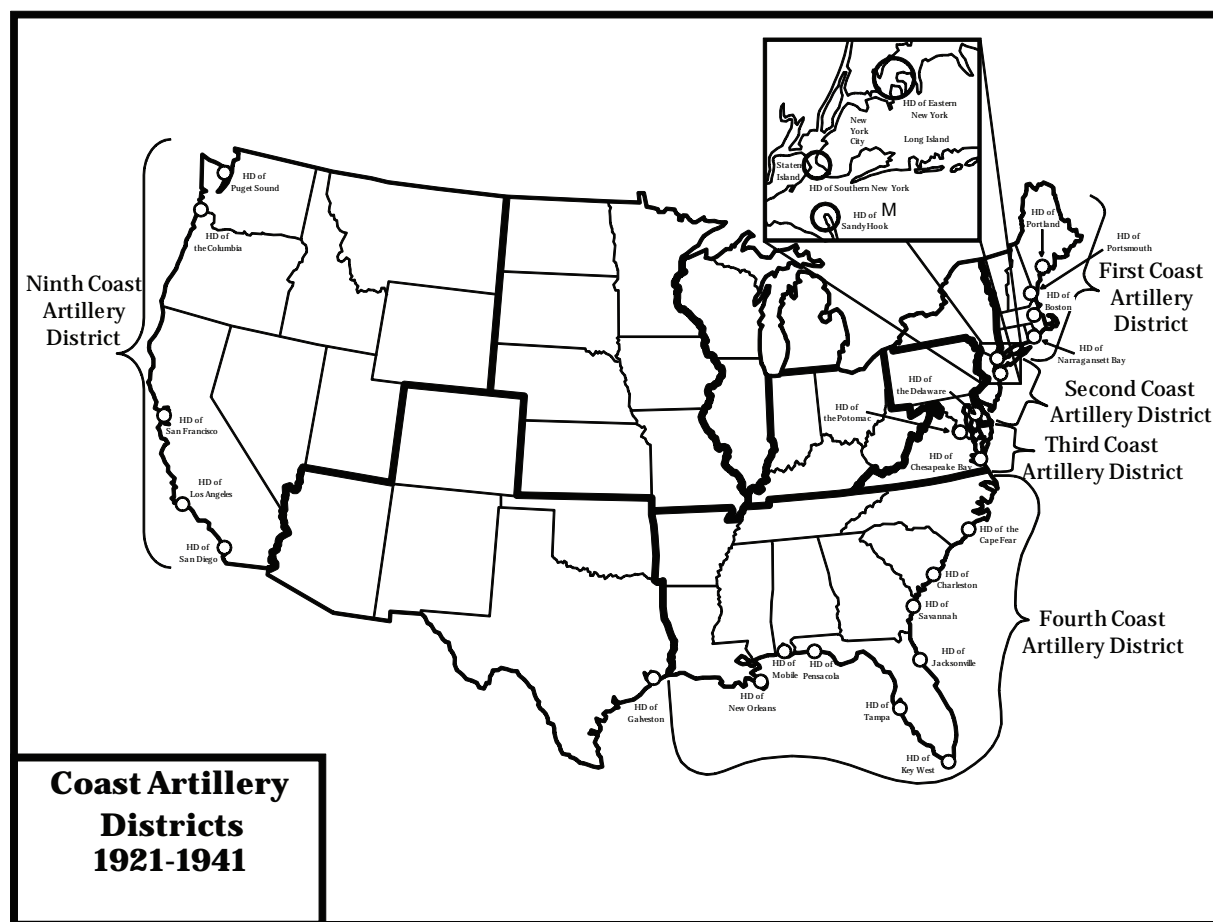 HD of Eastern
New York
New
York
City
Long Island
Staten
Island
HD of Southern New York
M
HD of
Sandy Hook
HD of
Puget Sound
HD of
the Columbia
Ninth Coast
Artillery
District
HD of
San Francisco
HD of
Los Angeles
HD of
San Diego
HD of
Portland
HD of
Portsmouth
First Coast
Artillery
District
HD of
Boston
HD of
Narragansett Bay
HD of
the Delaware
Second Coast
Artillery District
HD of
the Potomac
Third Coast
Artillery District
HD of
Chesapeake Bay
HD of the
Cape Fear
HD of
Charleston
HD of
Savannah
Fourth Coast
Artillery District
HD of
Jacksonville
HD of
Mobile
HD of
Pensacola
HD of
New Orleans
HD of
Galveston
HD of
Tampa
HD of
Key West
Coast Artillery
Districts
1921-1941